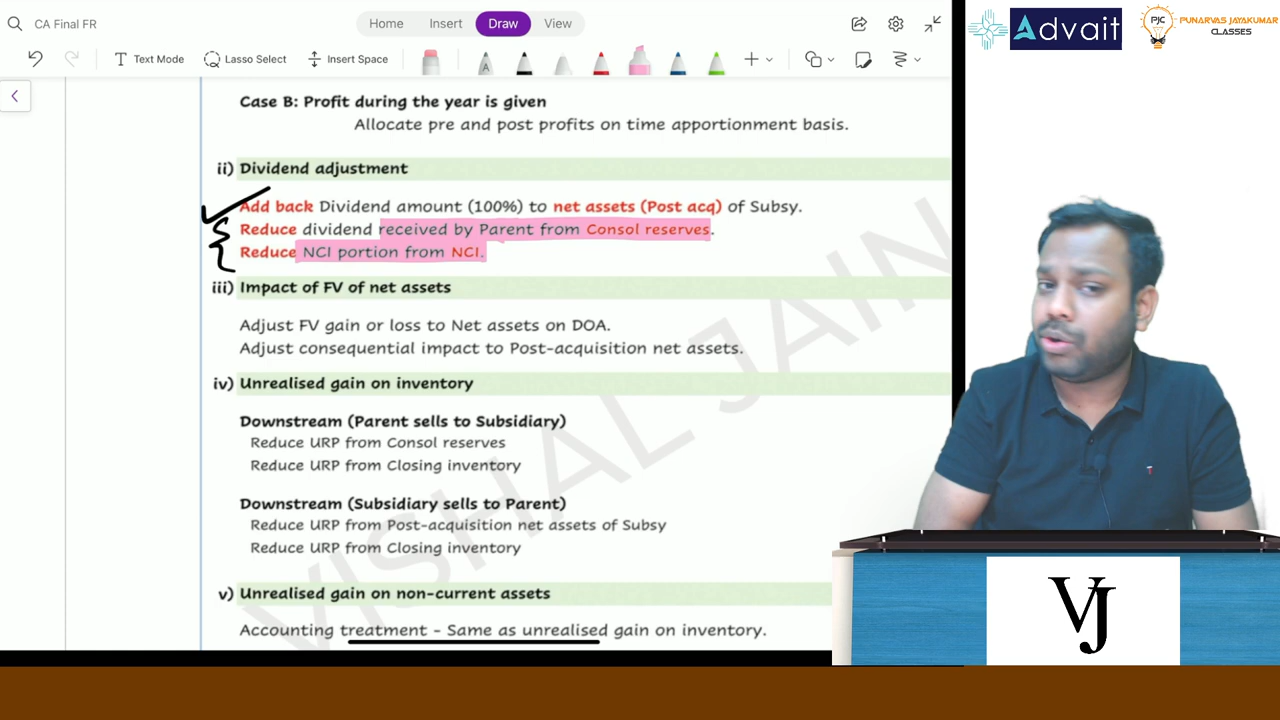 CA Final FR
Home Insert Draw View
Advait
PJC
PUNARVAS JAYAKUMAR
CLASSES
Text Mode Lasso Select Insert Space
Case B: Profit during the year is given
Allocate pre and post profits on time apportionment basis.
ii) Dividend adjustment
Add back Dividend amount (100%) to net assets (Post acq) of Subsy.
Reduce dividend received by Parent from Consol reserves.
Reduce NCI portion from NCI.
iii) Impact of FV of net assets
Adjust FV gain or loss to Net assets on DOA.
Adjust consequential impact to Post-acquisition net assets.
iv) Unrealised gain on inventory
Downstream (Parent sells to Subsidiary)
Reduce URP from Consol reserves
Reduce URP from Closing inventory
Downstream (Subsidiary sells to Parent)
Reduce URP from Post-acquisition net assets of Subsy
Reduce URP from Closing inventory
v) Unrealised gain on non-current assets
Accounting treatment - Same as unrealised gain on inventory.
VISHAL JAIN
VJ